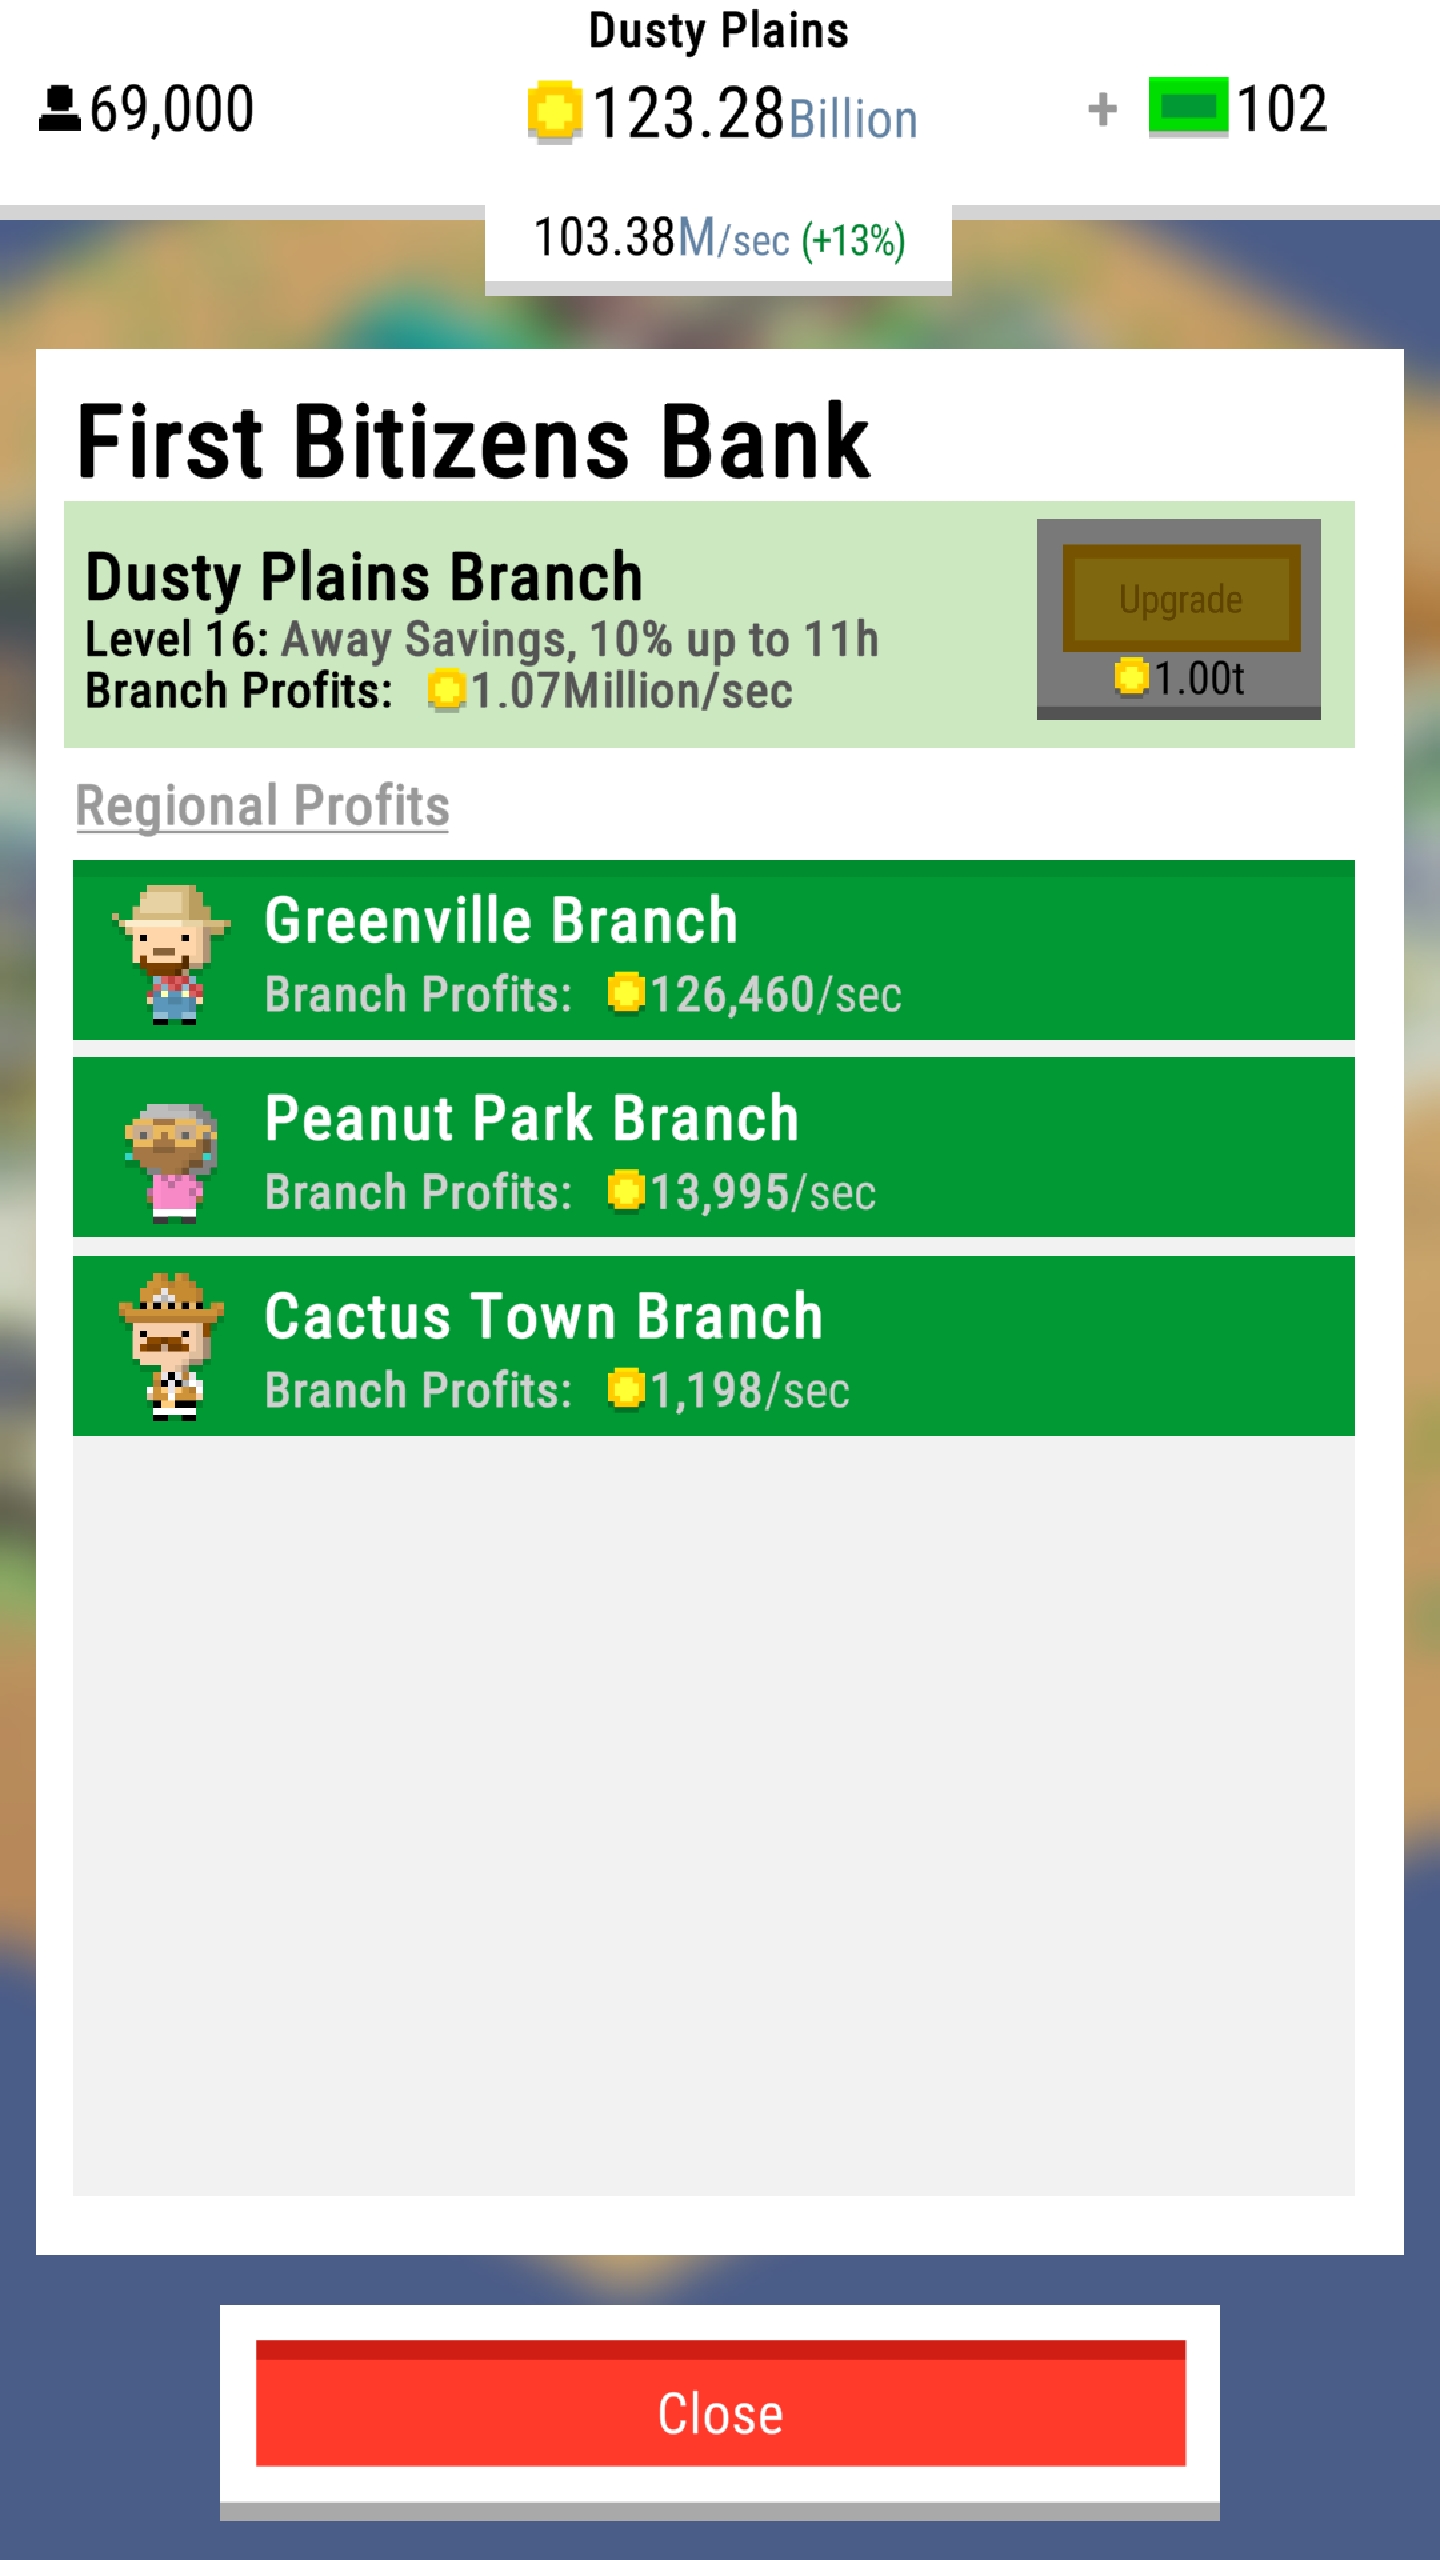 Dusty Plains
69,000
123.28Billion
+ 102
103.38M/sec (+13%)
First Bitizens Bank
Dusty Plains Branch
Level 16: Away Savings, 10% up to 11h
Branch Profits: 1.07Million/sec
Upgrade
1.00t
Regional Profits
Greenville Branch
Branch Profits: 126,460/sec
Peanut Park Branch
Branch Profits: 13,995/sec
Cactus Town Branch
Branch Profits: 1,198/sec
Close